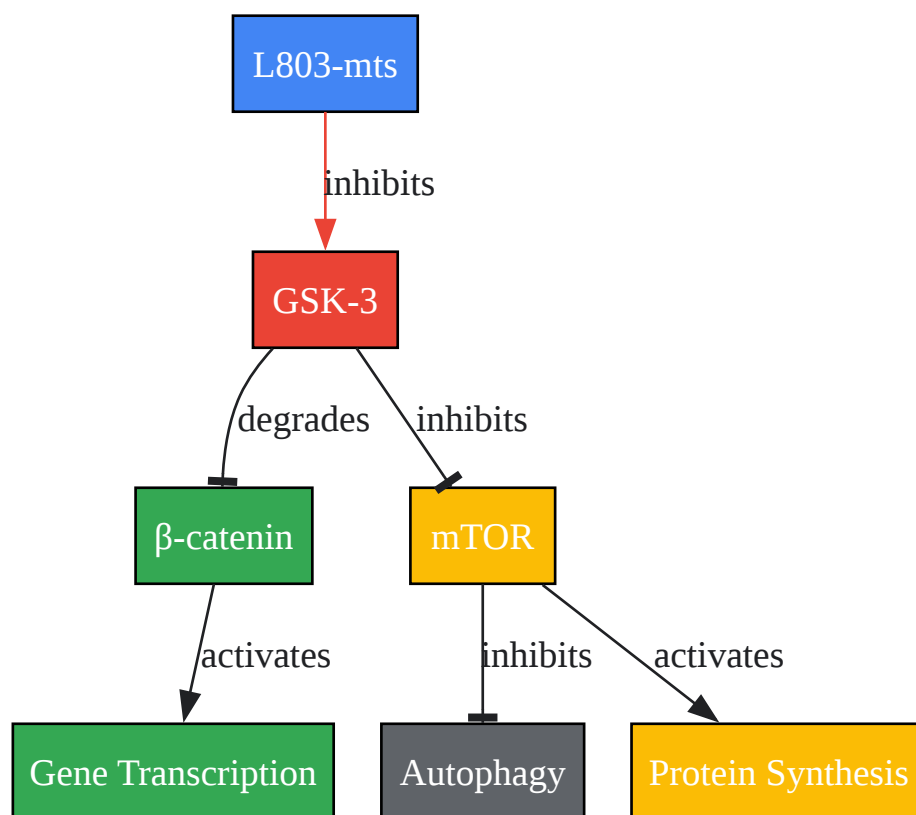 L803-mts
inhibits
GSK-3
degrades
inhibits
β-catenin
mTOR
activates
inhibits
activates
Gene Transcription
Autophagy
Protein Synthesis